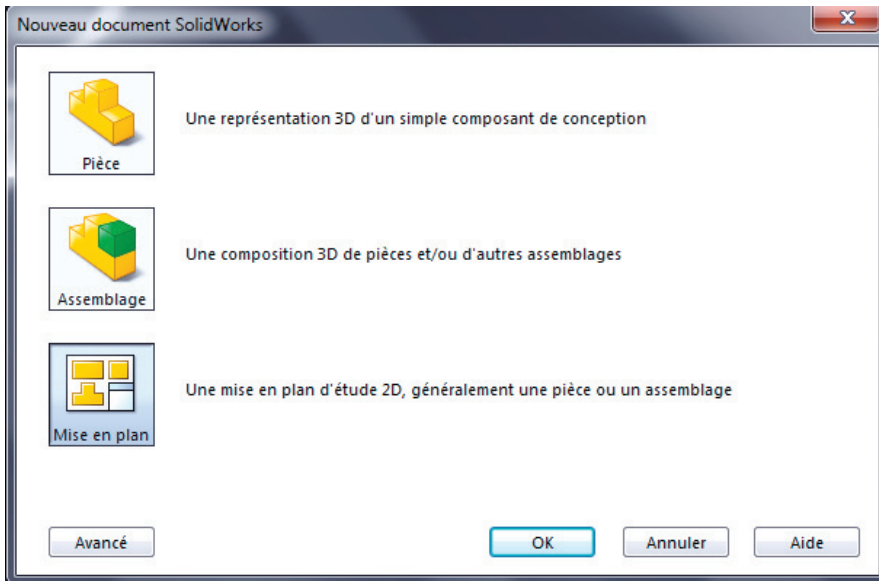 Nouveau document SolidWorks
Une représentation 3D d'un simple composant de conception
Pièce
Une composition 3D de pièces et/ou d'autres assemblages
Assemblage
Une mise en plan d'étude 2D, généralement une pièce ou un assemblage
Mise en plan
Avancé OK Annuler Aide